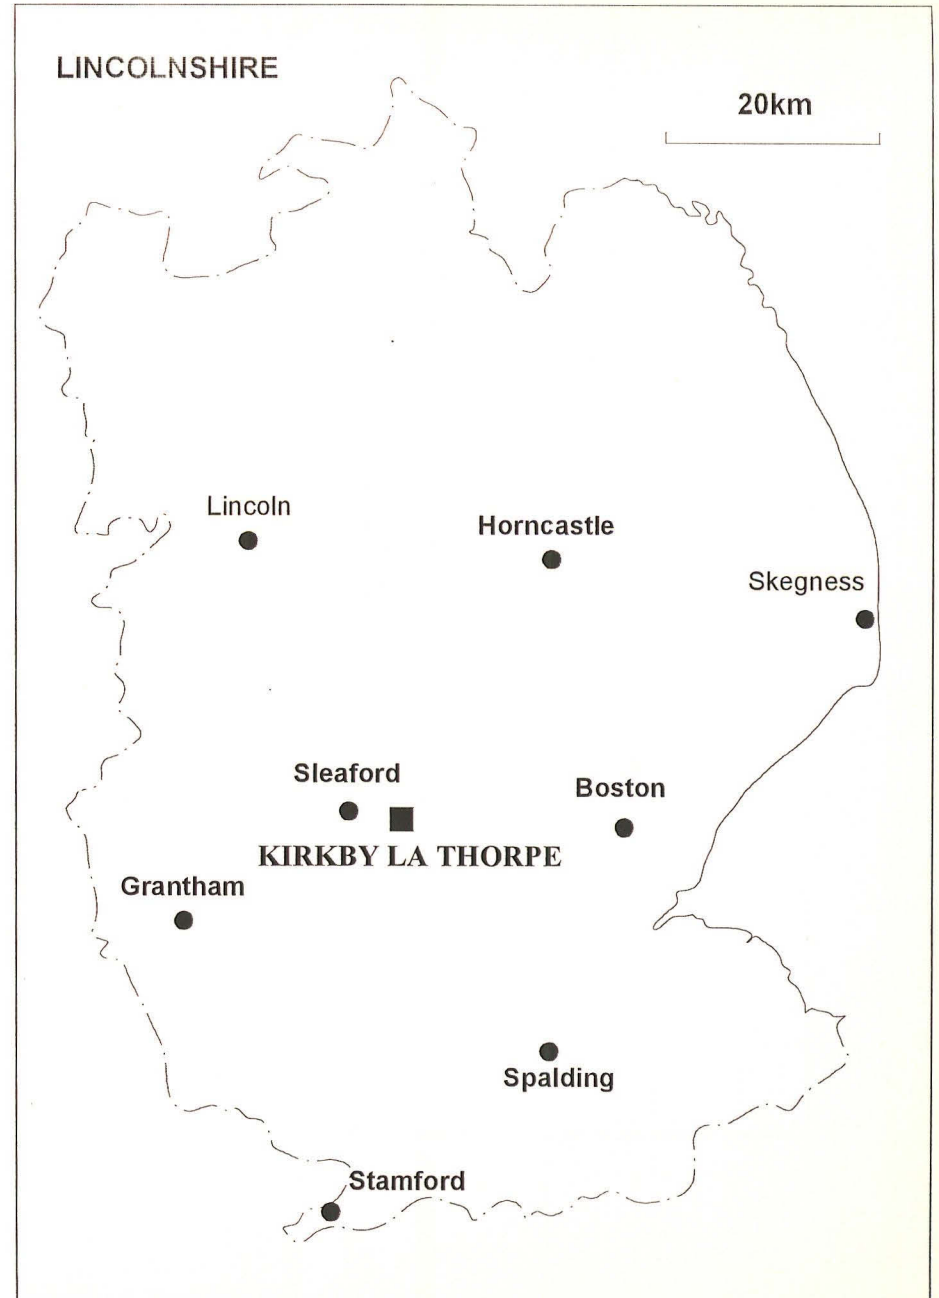 LINCOLNSHIRE
20km
Lincoln
Horncastle
Skegness
Sleaford
Boston
KIRKBY LA THORPE
Grantham
Spalding
Stamford